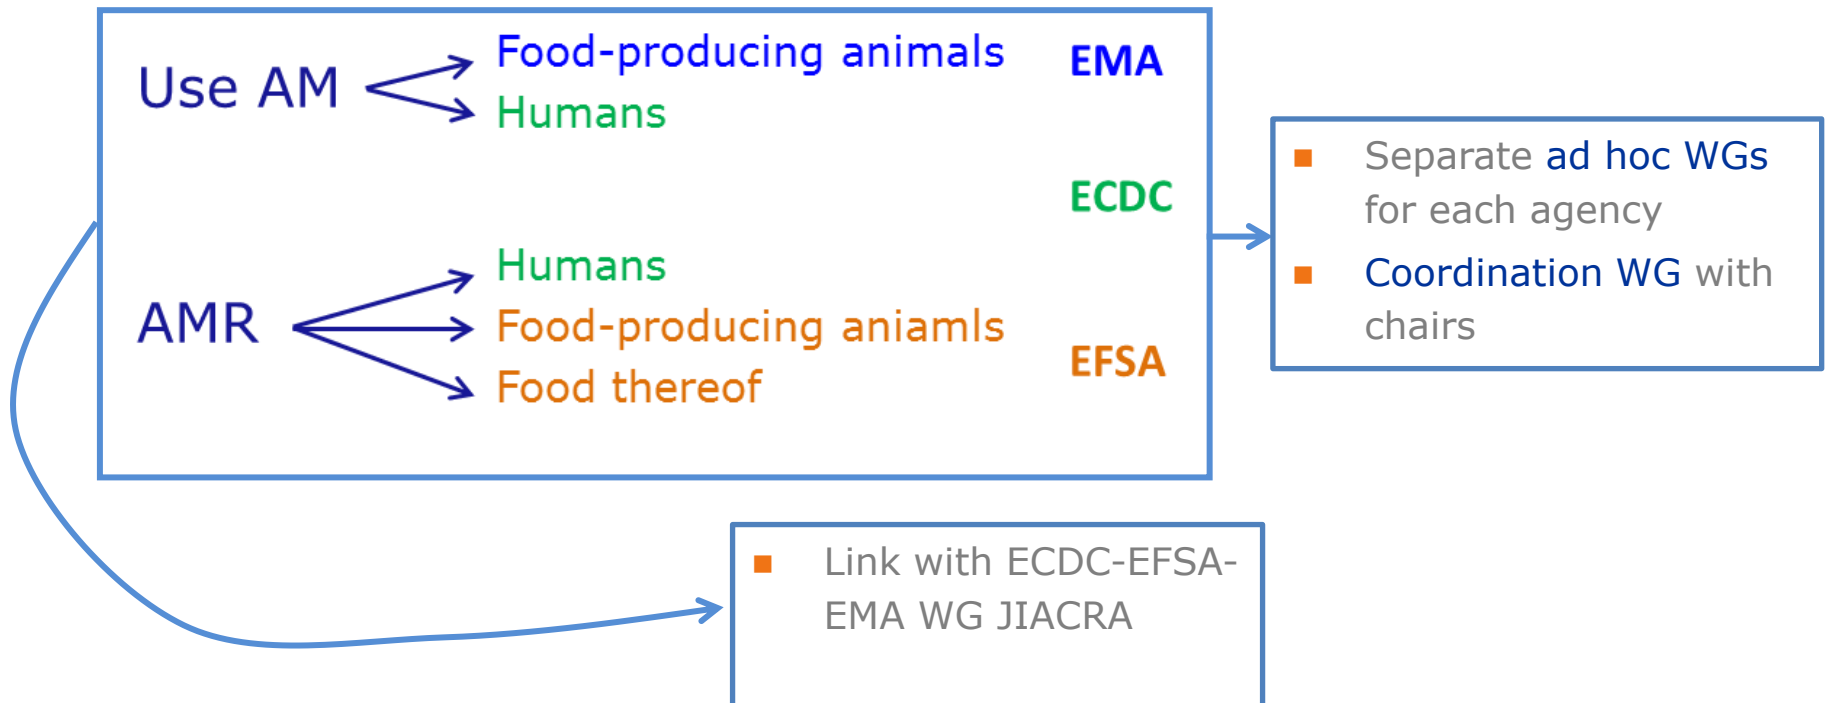 Use AM
Food-producing animals
Humans
EMA
ECDC
AMR
Humans
Food-producing aniamls
Food thereof
EFSA
Separate ad hoc WGs
for each agency
Coordination WG with
chairs
Link with ECDC-EFSA-
EMA WG JIACRA